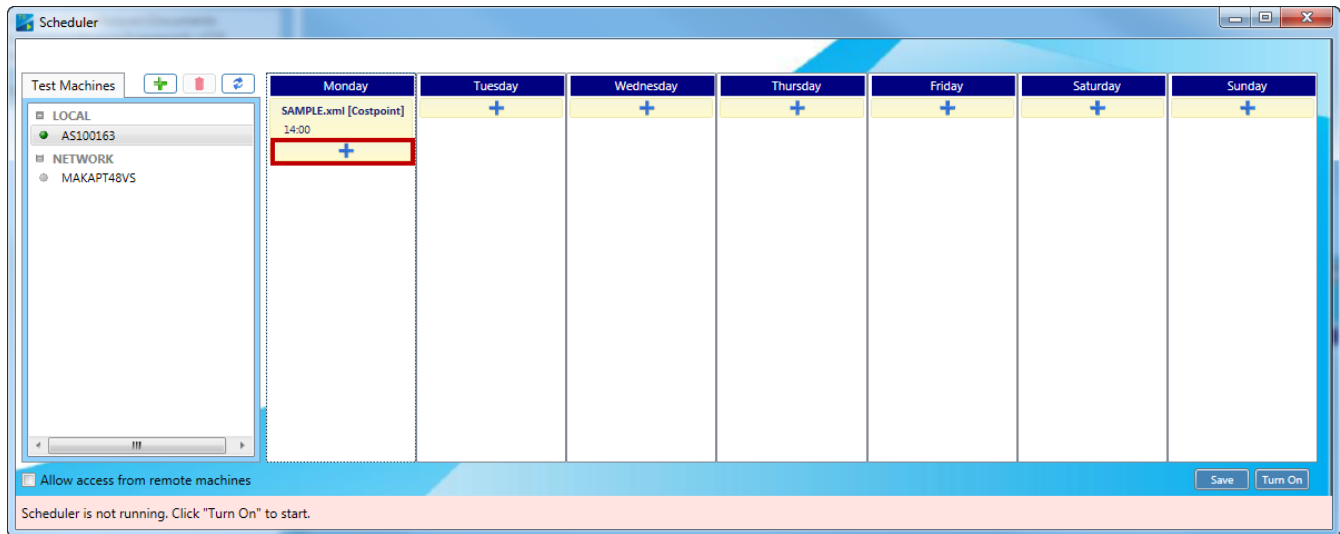 Scheduler
Test Machines
Monday Tuesday Wednesday Thursday Friday Saturday Sunday
LOCAL
SAMPLE.xml [Costpoint]
14:00
AS100163
NETWORK
MAKAPT48VS
Allow access from remote machines
Save Turn On
Scheduler is not running. Click "Turn On" to start.